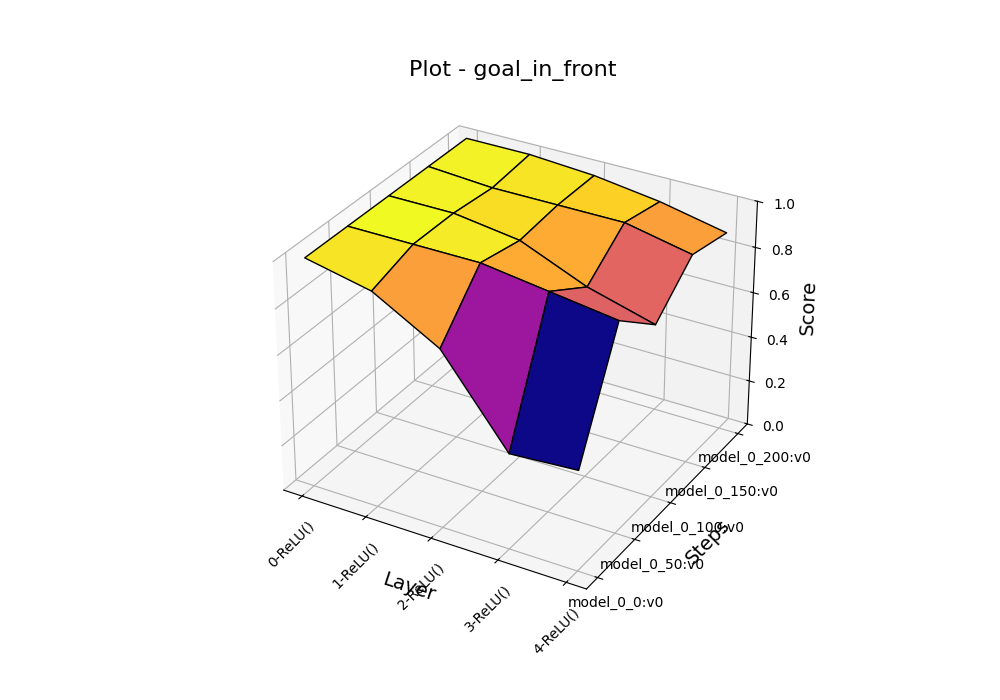 Plot - goal_in_front
1.0
0.8
0.6
0.4
0.2
0.0
Score
model_0_200:v0
model_0_150:v0
model_0_100:v0
model_0_50:v0
model_0_0:v0
Steps
0-ReLU()
1-ReLU()
2-ReLU()
3-ReLU()
4-ReLU()
Layer